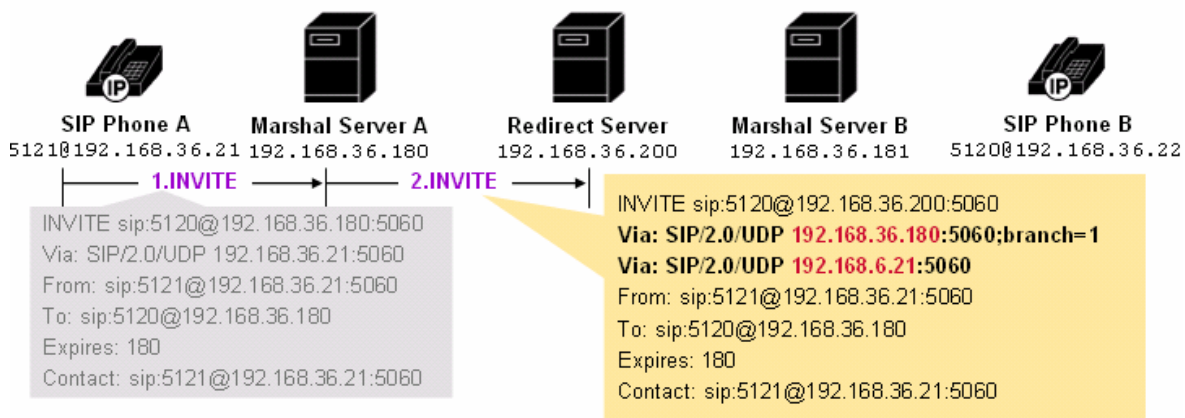 IP
IP
SIP Phone A
Marshal Server A
Redirect Server
Marshal Server B
SIP Phone B
5121@192.168.36.21
192.168.36.180
192.168.36.200
192.168.36.181
5120@192.168.36.22
1.INVITE
2.INVITE
INVITE sip:5120@192.168.36.180:5060
Via: SIP/2.0/UDP 192.168.36.21:5060
From: sip:5121@192.168.36.21:5060
To: sip:5120@192.168.36.180
Expires: 180
Contact: sip:5121@192.168.36.21:5060
INVITE sip:5120@192.168.36.200:5060
Via: SIP/2.0/UDP 192.168.36.180:5060;branch=1
Via: SIP/2.0/UDP 192.168.6.21:5060
From: sip:5121@192.168.36.21:5060
To: sip:5120@192.168.36.180
Expires: 180
Contact: sip:5121@192.168.36.21:5060